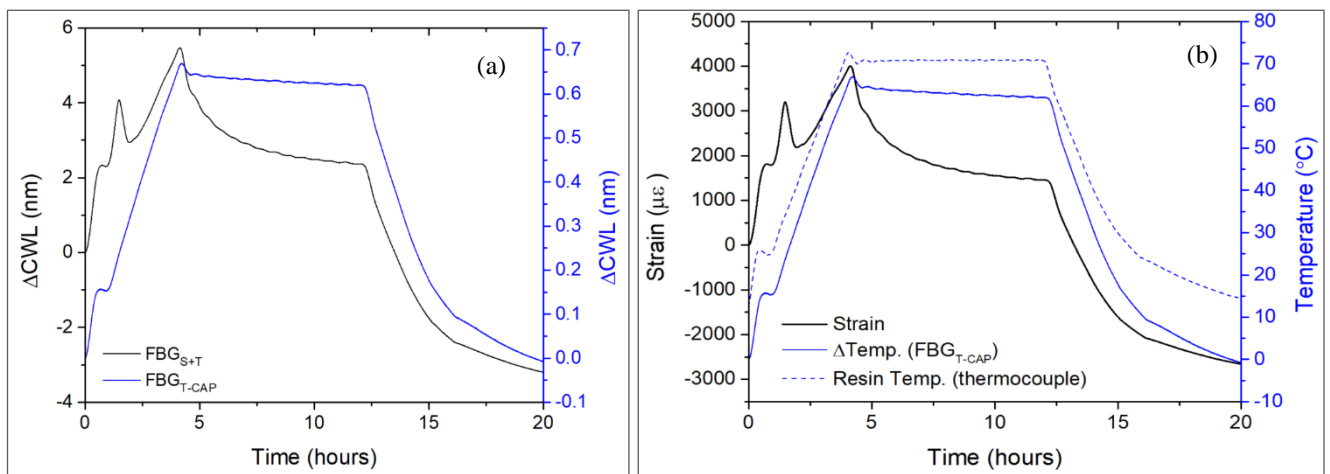 (a)
ΔCWL (nm)
6
4
2
0
-2
-4
0.7
0.6
0.5
0.4
0.3
0.2
0.1
0.0
-0.1
ΔCWL (nm)
FBG_S+T
FBG_T-CAP
0 5 10 15 20
Time (hours)
(b)
Strain (µε)
5000
4000
3000
2000
1000
0
-1000
-2000
-3000
80
70
60
50
40
30
20
10
0
-10
Temperature (°C)
Strain
ΔTemp. (FBG_T-CAP)
Resin Temp. (thermocouple)
0 5 10 15 20
Time (hours)